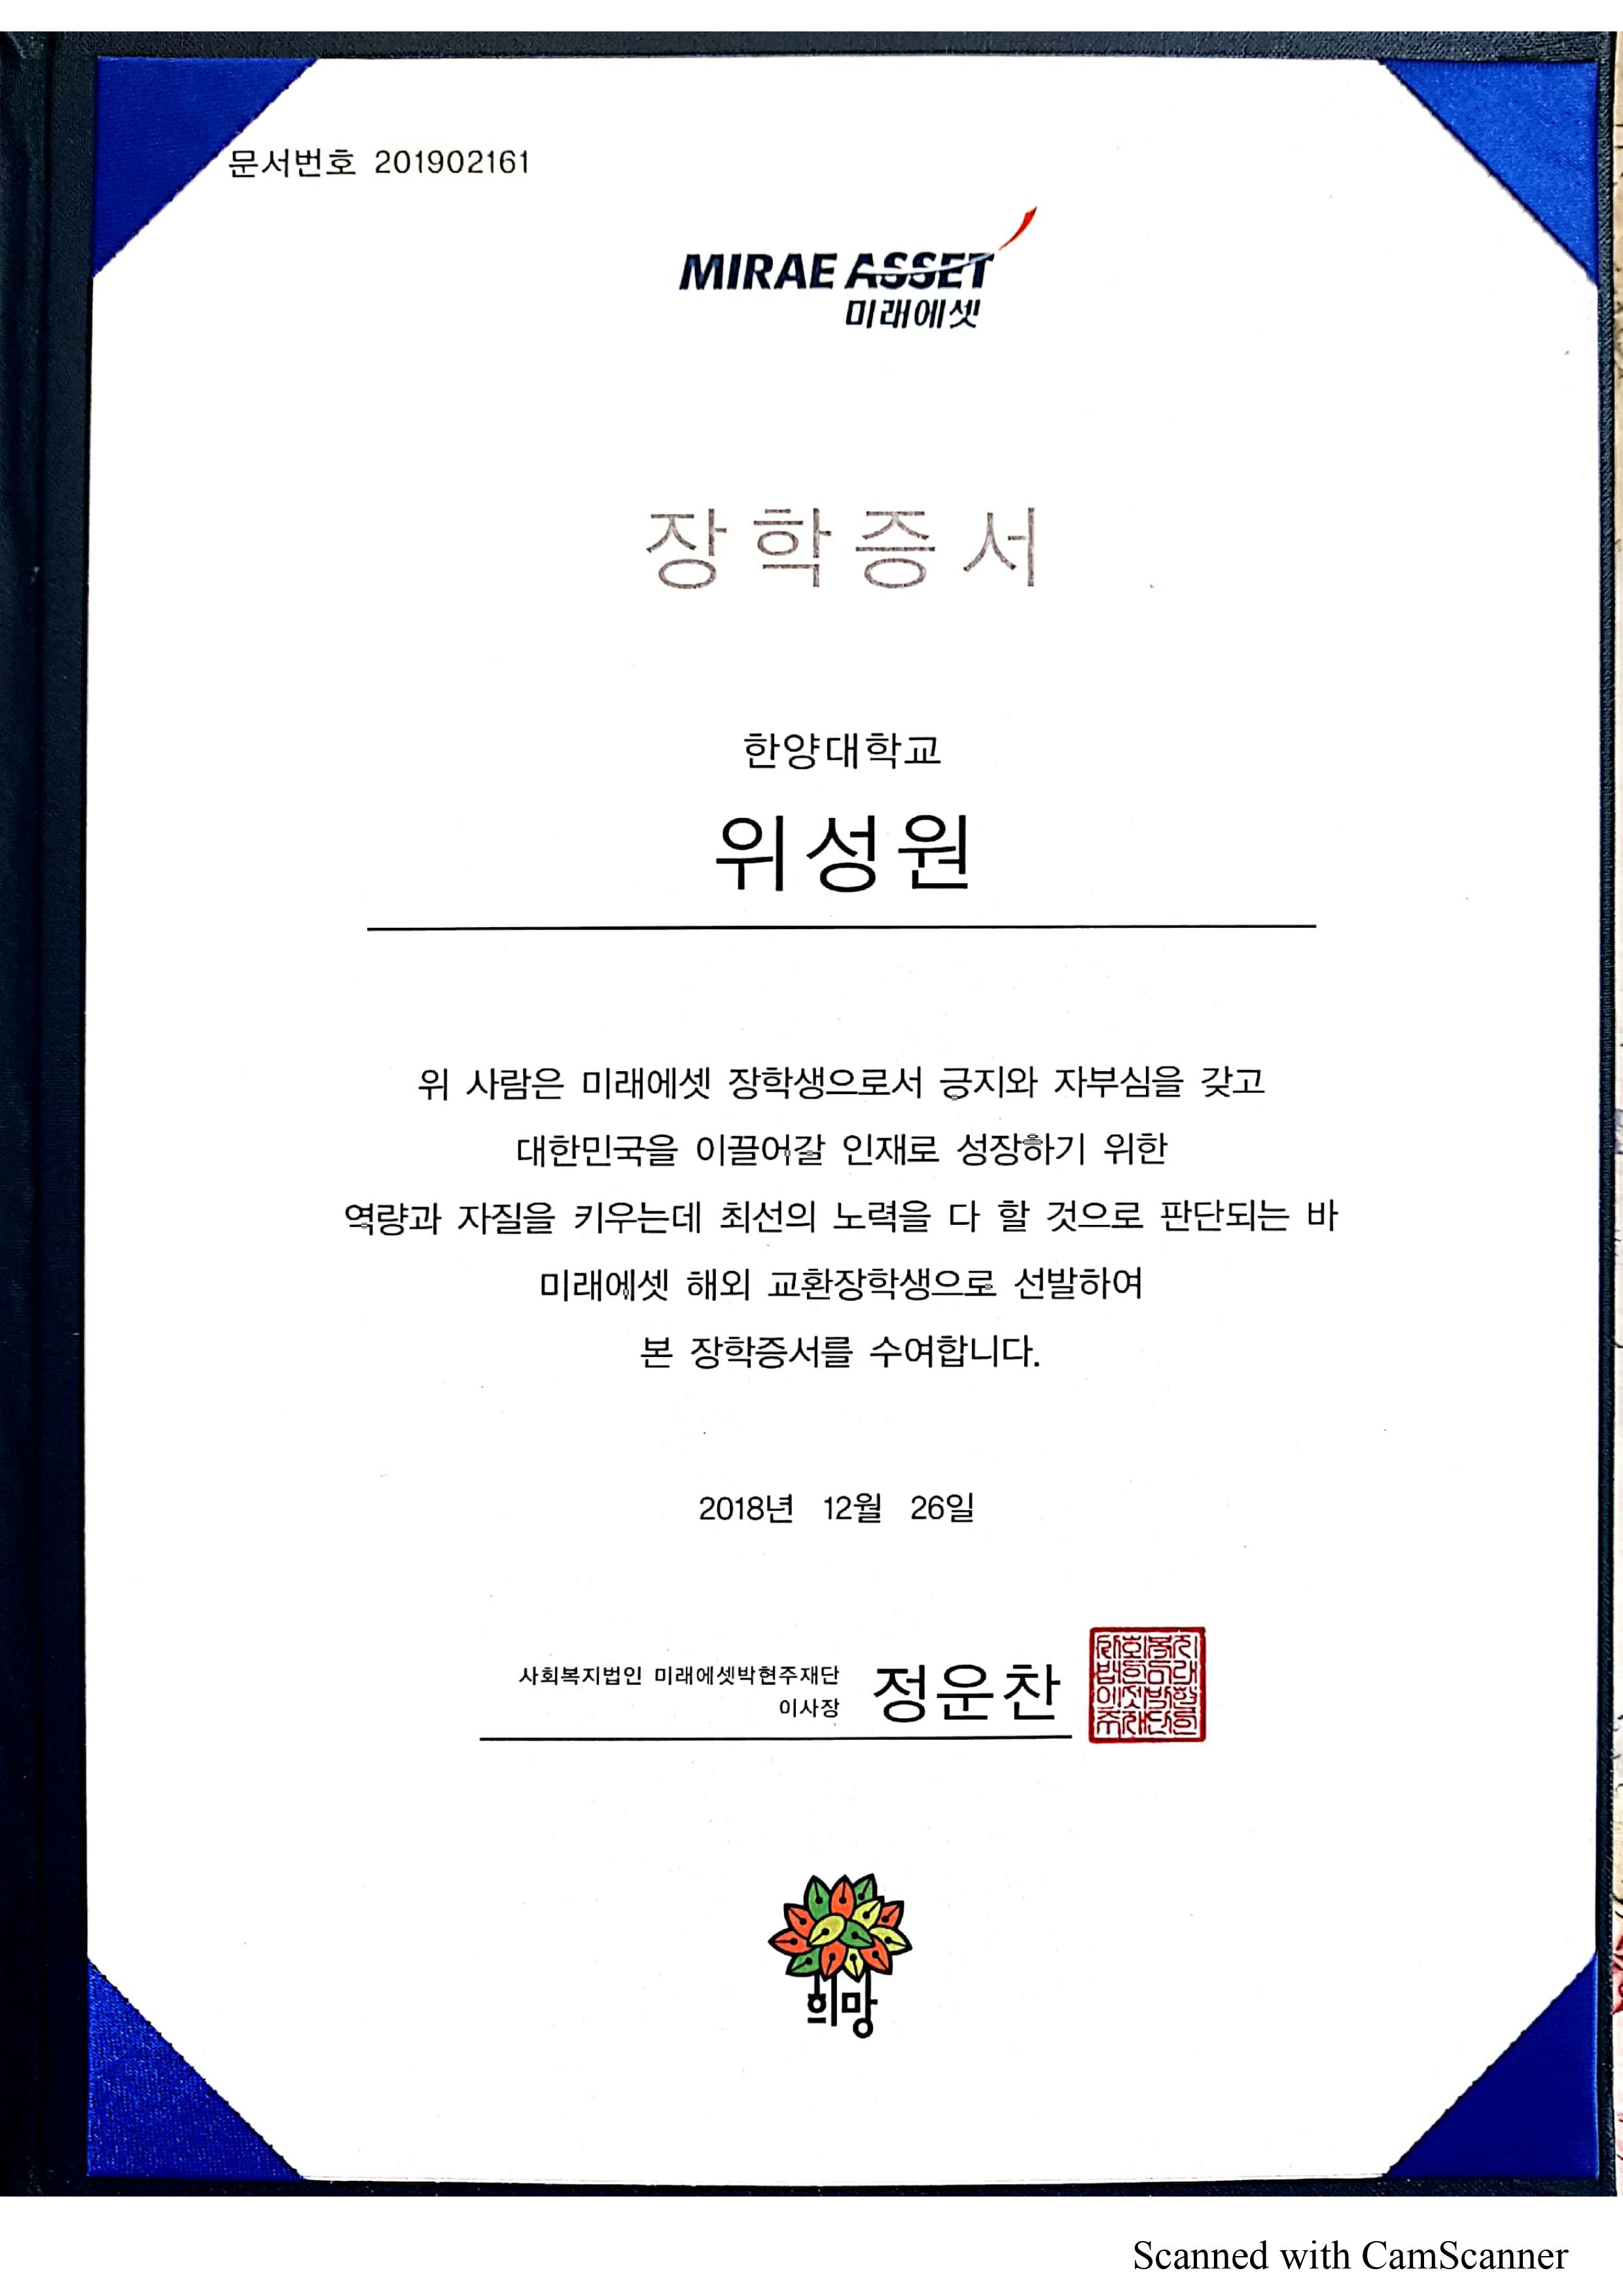 문서번호 201902161
MIRAE ASSET
미래에셋
장학증서
한양대학교
위성원
위 사람은 미래에셋 장학생으로서 긍지와 자부심을 갖고
대한민국을 이끌어갈 인재로 성장하기 위한
역량과 자질을 키우는데 최선의 노력을 다 할 것으로 판단되는 바
미래에셋 해외 교환장학생으로 선발하여
본 장학증서를 수여합니다.
2018년 12월 26일
사회복지법인 미래에셋박현주재단
이사장 정운찬
희망
Scanned with CamScanner